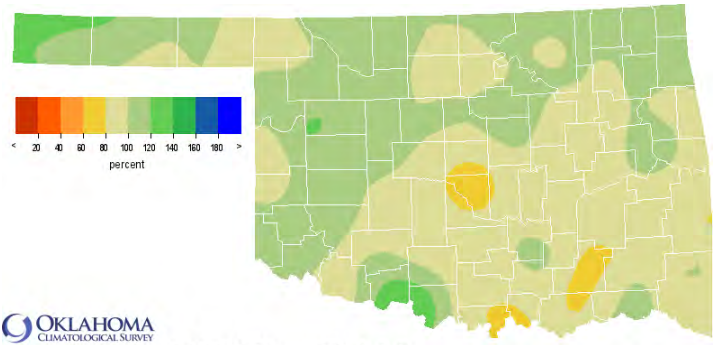 < 20 40 60 80 100 120 140 160 180 >
percent
OKLAHOMA
CLIMATOLOGICAL SURVEY